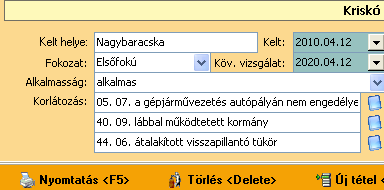 Kriskó
Kelt helye: Nagybaracska Kelt: 2010.04.12
Fokozat: Elsőfokú Köv. vizsgálat: 2020.04.12
Alkalmasság: alkalmas
Korlátozás: 05. 07. a gépjárművezetés autópályán nem engedélye
40. 09. lábbal működtetett kormány
44. 06. átalakított visszapillantó tükör
Nyomtatás <F5> Törlés <Delete> Új tétel <